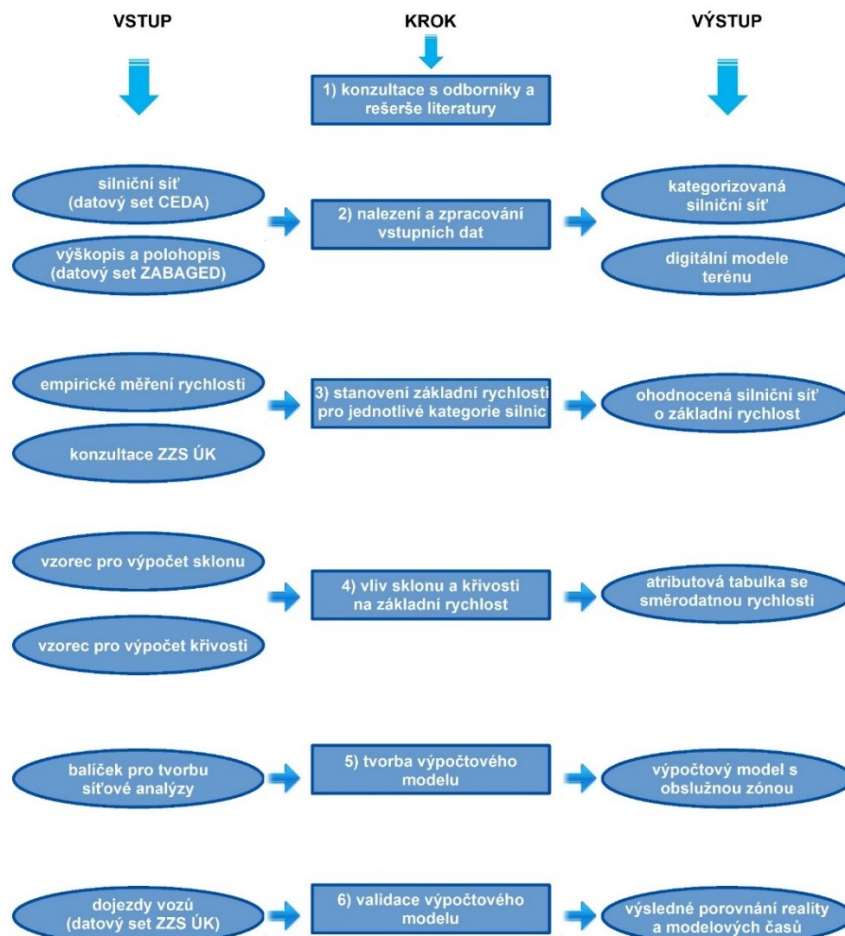 VSTUP
KROK
VÝSTUP
1) konzultace s odborníky a
rešerše literatury
silniční síť
(datový set CEDA)
výškopis a polohopis
(datový set ZABAGED)
2) nalezení a zpracování
vstupních dat
kategorizovaná
silniční síť
digitální modele
terénu
empirické měření rychlosti
konzultace ZZS ÚK
3) stanovení základní rychlosti
pro jednotlivé kategorie silnic
ohodnocená silniční síť
o základní rychlost
vzorec pro výpočet sklonu
vzorec pro výpočet křivosti
4) vliv sklonu a křivosti
na základní rychlost
atributová tabulka se
směrodatnou rychlosti
balíček pro tvorbu
síťové analýzy
5) tvorba výpočtového
modelu
výpočtový model s
obslužnou zónou
dojezdy vozů
(datový set ZZS ÚK)
6) validace výpočtového
modelu
výsledné porovnání reality
a modelových časů